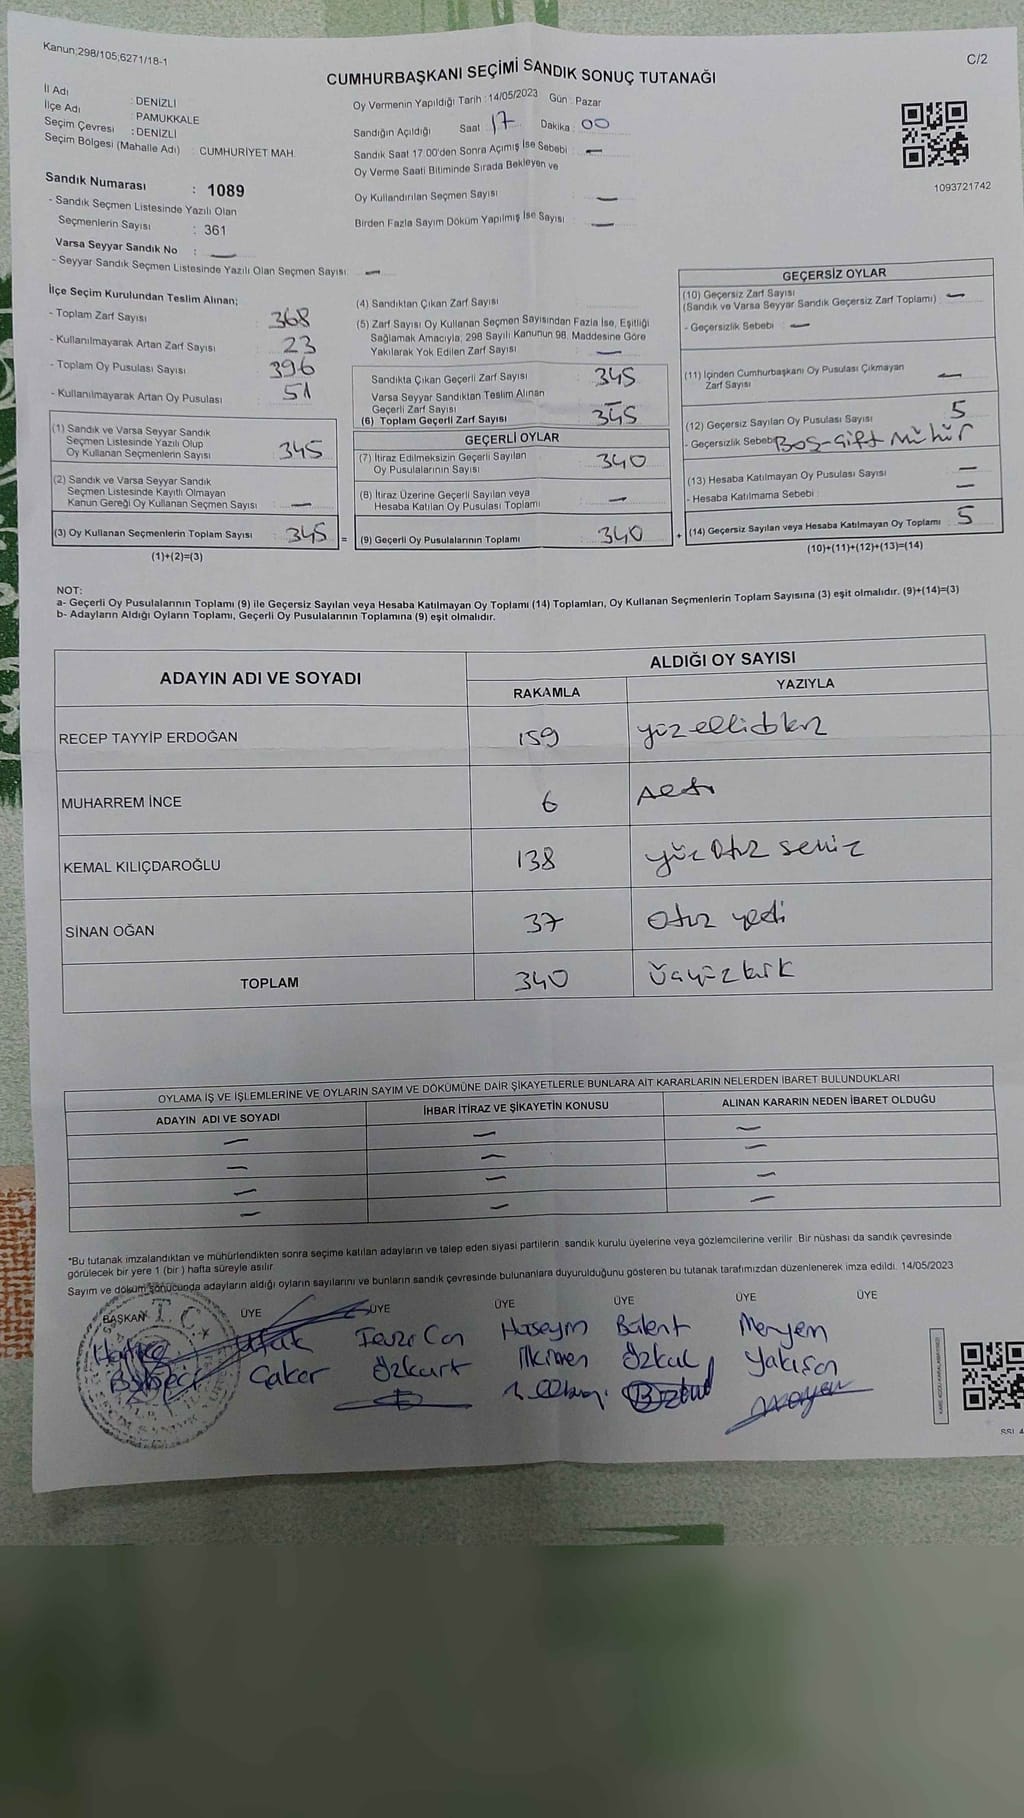 Kanun;298/105;6271/18-1
C/2
CUMHURBAŞKANI SEÇİMİ SANDIK SONUÇ TUTANAĞI
İl Adı : DENİZLİ
İlçe Adı : PAMUKKALE
Seçim Çevresi : DENİZLİ
Seçim Bölgesi (Mahalle Adı) : CUMHURİYET MAH.
Sandık Numarası : 1089
- Sandık Seçmen Listesinde Yazılı Olan
Seçmenlerin Sayısı : 361
Varsa Seyyar Sandık No : —
- Seyyar Sandık Seçmen Listesinde Yazılı Olan Seçmen Sayısı: —
Oy Vermenin Yapıldığı Tarih : 14/05/2023 Gün : Pazar
Sandığın Açıldığı Saat : 17 Dakika : 00
Sandık Saat 17:00'den Sonra Açımış İse Sebebi : —
Oy Verme Saati Bitiminde Sırada Bekleyen ve
Oy Kullandırılan Seçmen Sayısı : —
Birden Fazla Sayım Döküm Yapılmış İse Sayısı : —
1093721742
İlçe Seçim Kurulundan Teslim Alınan;
- Toplam Zarf Sayısı : 368
- Kullanılmayarak Artan Zarf Sayısı : 23
- Toplam Oy Pusulası Sayısı : 396
- Kullanılmayarak Artan Oy Pusulası : 51
(1) Sandık ve Varsa Seyyar Sandık
Seçmen Listesinde Yazılı Olup
Oy Kullanan Seçmenlerin Sayısı : 345
(2) Sandık ve Varsa Seyyar Sandık
Seçmen Listesinde Kayıtlı Olmayan
Kanun Gereği Oy Kullanan Seçmen Sayısı : —
(3) Oy Kullanan Seçmenlerin Toplam Sayısı : 345 =
(1)+(2)=(3)
(4) Sandıktan Çıkan Zarf Sayısı :
(5) Zarf Sayısı Oy Kullanan Seçmen Sayısından Fazla İse, Eşitliği
Sağlamak Amacıyla; 298 Sayılı Kanunun 98. Maddesine Göre
Yakılarak Yok Edilen Zarf Sayısı : —
Sandıkta Çıkan Geçerli Zarf Sayısı : 345
Varsa Seyyar Sandıktan Teslim Alınan
Geçerli Zarf Sayısı :
(6) Toplam Geçerli Zarf Sayısı : 345
GEÇERLİ OYLAR
(7) İtiraz Edilmeksizin Geçerli Sayılan
Oy Pusulalarının Sayısı : 340
(8) İtiraz Üzerine Geçerli Sayılan veya
Hesaba Katılan Oy Pusulası Toplamı : —
(9) Geçerli Oy Pusulalarının Toplamı : 340 +
GEÇERSİZ OYLAR
(10) Geçersiz Zarf Sayısı
(Sandık ve Varsa Seyyar Sandık Geçersiz Zarf Toplamı) : —
- Geçersizlik Sebebi : —
(11) İçinden Cumhurbaşkanı Oy Pusulası Çıkmayan
Zarf Sayısı : —
(12) Geçersiz Sayılan Oy Pusulası Sayısı : 5
- Geçersizlik Sebebi : Boş-Çift Mühür
(13) Hesaba Katılmayan Oy Pusulası Sayısı : —
- Hesaba Katılmama Sebebi : —
(14) Geçersiz Sayılan veya Hesaba Katılmayan Oy Toplamı : 5
(10)+(11)+(12)+(13)=(14)
NOT:
a- Geçerli Oy Pusulalarının Toplamı (9) ile Geçersiz Sayılan veya Hesaba Katılmayan Oy Toplamı (14) Toplamları, Oy Kullanan Seçmenlerin Toplam Sayısına (3) eşit olmalıdır. (9)+(14)=(3)
b- Adayların Aldığı Oyların Toplamı, Geçerli Oy Pusulalarının Toplamına (9) eşit olmalıdır.
ADAYIN ADI VE SOYADI
ALDIĞI OY SAYISI
RAKAMLA YAZIYLA
RECEP TAYYİP ERDOĞAN 159 yüzellidokuz
MUHARREM İNCE 6 Altı
KEMAL KILIÇDAROĞLU 138 yüz otuz sekiz
SİNAN OĞAN 37 otuz yedi
TOPLAM 340 üçyüzkırk
OYLAMA İŞ VE İŞLEMLERİNE VE OYLARIN SAYIM VE DÖKÜMÜNE DAİR ŞİKAYETLERLE BUNLARA AİT KARARLARIN NELERDEN İBARET BULUNDUKLARI
ADAYIN ADI VE SOYADI İHBAR İTİRAZ VE ŞİKAYETİN KONUSU ALINAN KARARIN NEDEN İBARET OLDUĞU
— — —
— — —
— — —
— — —
*Bu tutanak imzalandıktan ve mühürlendikten sonra seçime katılan adayların ve talep eden siyasi partilerin sandık kurulu üyelerine veya gözlemcilerine verilir. Bir nüshası da sandık çevresinde
görülecek bir yere 1 (bir) hafta süreyle asılır.
Sayım ve döküm sonucunda adayların aldığı oyların sayılarını ve bunların sandık çevresinde bulunanlara duyurulduğunu gösteren bu tutanak tarafımızdan düzenlenerek imza edildi. 14/05/2023
BAŞKAN ÜYE ÜYE ÜYE ÜYE ÜYE ÜYE
T.C.
Ufuk Fevzi Can Hüseyin Bülent Meryem
Çakar Özkurt İlkimen Özkul Yakışan